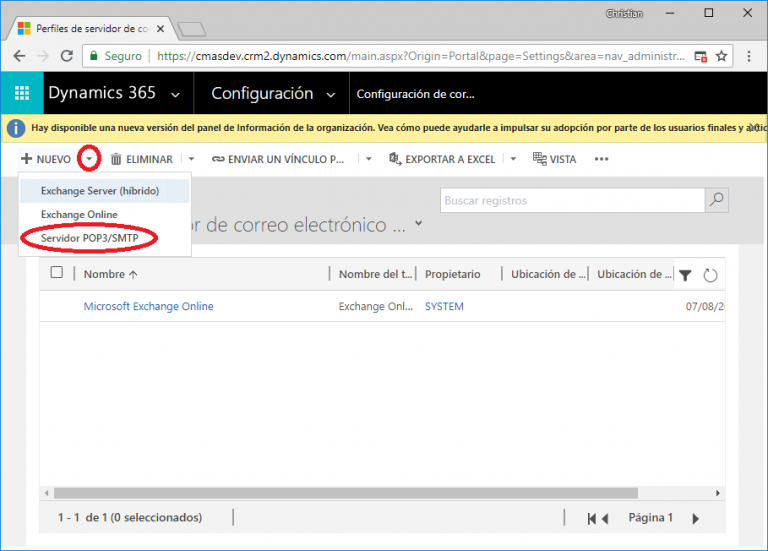 Christian
Perfiles de servidor de co
Seguro
https://cmasdev.crm2.dynamics.com/main.aspx?Origin=Portal&page=Settings&area=nav_administr...
Dynamics 365
Configuración
Configuración de cor...
Hay disponible una nueva versión del panel de Información de la organización. Vea cómo puede ayudarle a impulsar su adopción por parte de los usuarios finales y
NUEVO
ELIMINAR
ENVIAR UN VÍNCULO P...
EXPORTAR A EXCEL
VISTA
Exchange Server (híbrido)
Exchange Online
Servidor POP3/SMTP
Buscar registros
de correo electrónico ...
Nombre
Nombre del t...
Propietario
Ubicación de ...
Ubicación de ...
Microsoft Exchange Online
Exchange Onl...
SYSTEM
07/08/2
1 - 1 de 1 (0 seleccionados)
Página 1